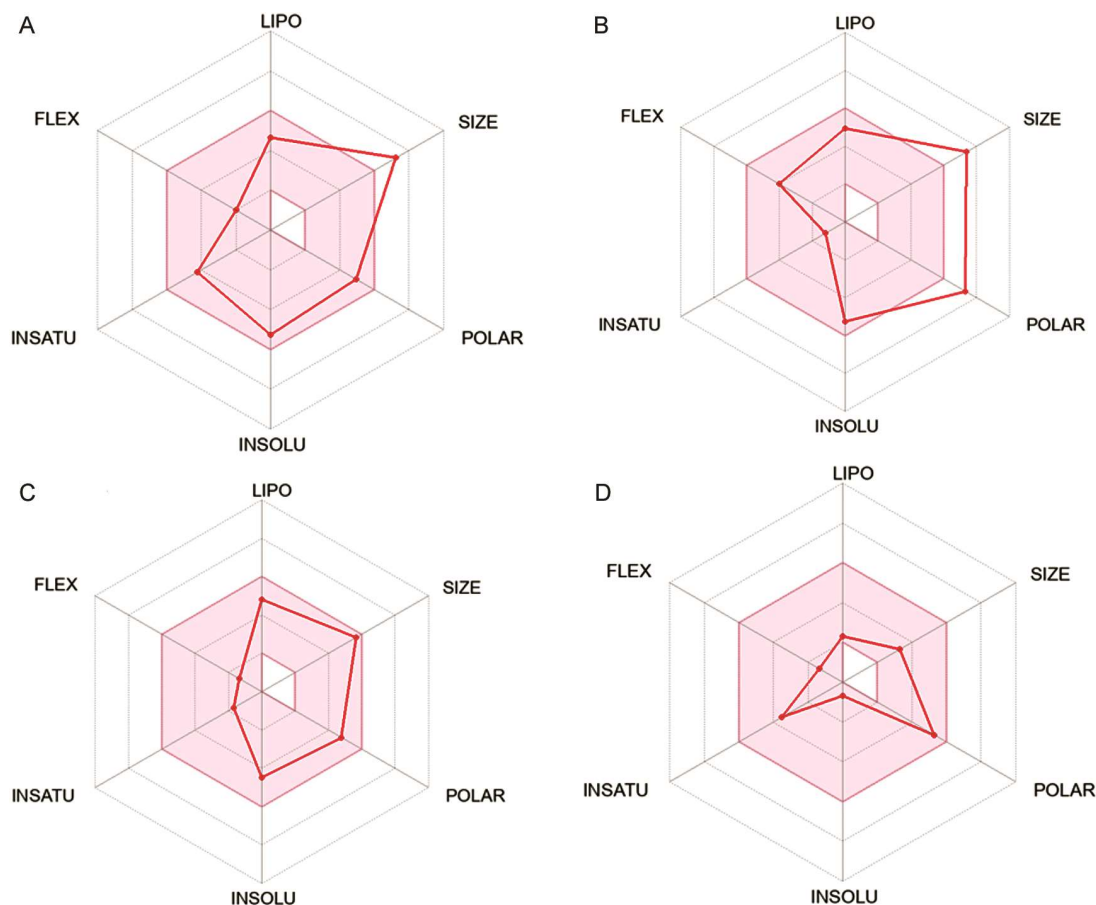 A
LIPO
FLEX
SIZE
INSATU
POLAR
INSOLU
B
LIPO
FLEX
SIZE
INSATU
POLAR
INSOLU
C
LIPO
FLEX
SIZE
INSATU
POLAR
INSOLU
D
LIPO
FLEX
SIZE
INSATU
POLAR
INSOLU